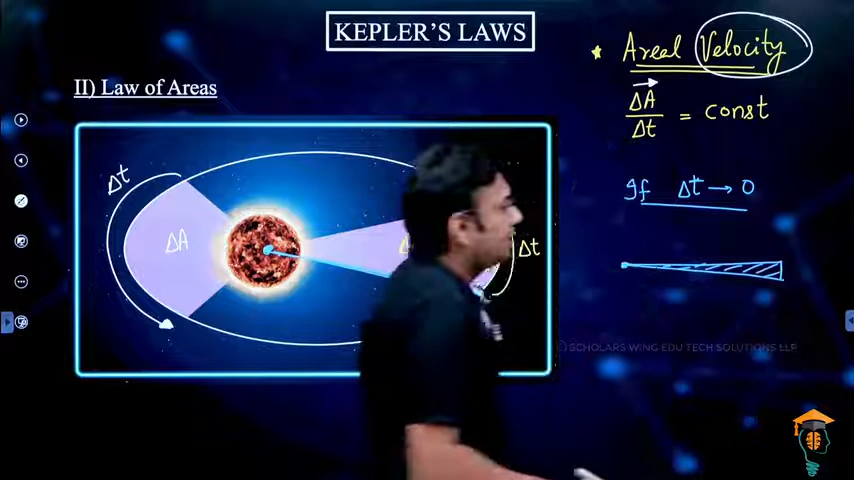 KEPLER'S LAWS
II) Law of Areas
* Areal Velocity
ΔA
Δt
= const
If Δt → 0
Δt
ΔA
Δt
SCHOLARS WING EDU TECH SOLUTIONS LLP